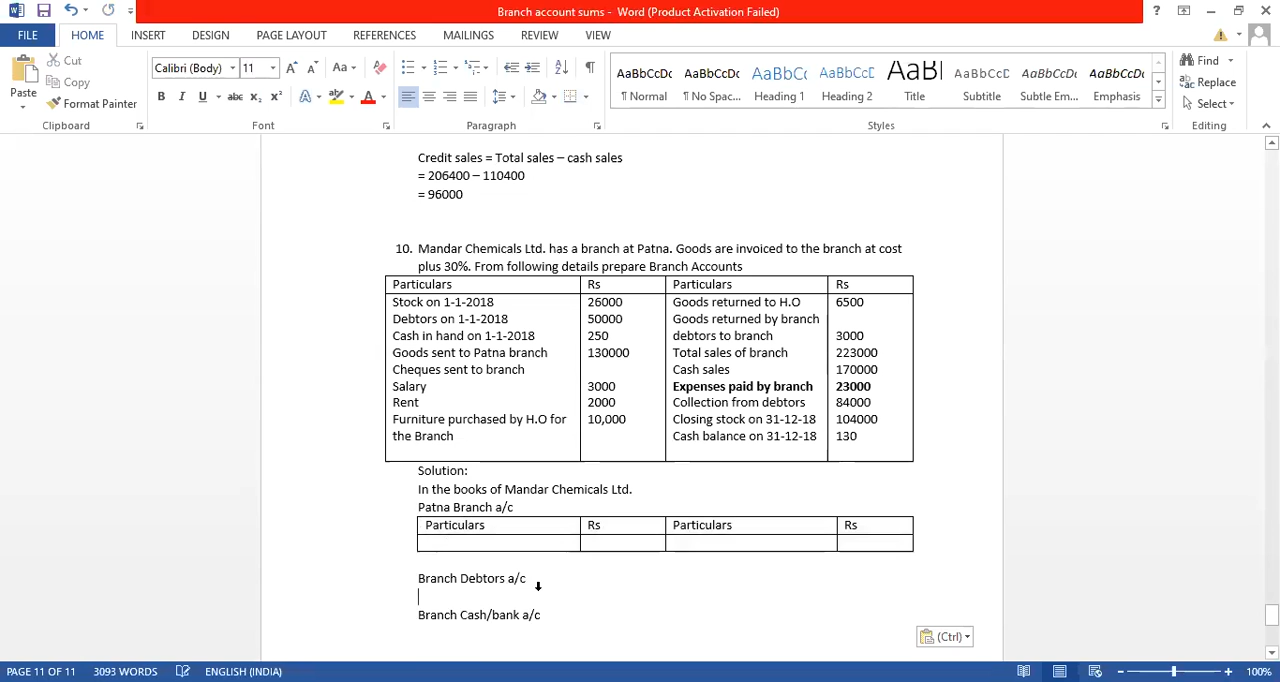 Branch account sums - Word (Product Activation Failed)
FILE HOME INSERT DESIGN PAGE LAYOUT REFERENCES MAILINGS REVIEW VIEW
Paste
Cut
Copy
Format Painter
Clipboard
Calibri (Body) 11
Font
Paragraph
AaBbCcDc AaBbCcDc AaBbC( AaBbCcC AaB| AaBbCcC AaBbCcDc AaBbCcDc
¶ Normal ¶ No Spac... Heading 1 Heading 2 Title Subtitle Subtle Em... Emphasis
Styles
Find
Replace
Select
Editing
Credit sales = Total sales – cash sales
= 206400 – 110400
= 96000
10. Mandar Chemicals Ltd. has a branch at Patna. Goods are invoiced to the branch at cost
plus 30%. From following details prepare Branch Accounts
Particulars Rs Particulars Rs
Stock on 1-1-2018 26000 Goods returned to H.O 6500
Debtors on 1-1-2018 50000 Goods returned by branch
Cash in hand on 1-1-2018 250 debtors to branch 3000
Goods sent to Patna branch 130000 Total sales of branch 223000
Cheques sent to branch Cash sales 170000
Salary 3000 Expenses paid by branch 23000
Rent 2000 Collection from debtors 84000
Furniture purchased by H.O for 10,000 Closing stock on 31-12-18 104000
the Branch Cash balance on 31-12-18 130
Solution:
In the books of Mandar Chemicals Ltd.
Patna Branch a/c
Particulars Rs Particulars Rs
Branch Debtors a/c
Branch Cash/bank a/c
(Ctrl)
PAGE 11 OF 11 3093 WORDS ENGLISH (INDIA) 100%